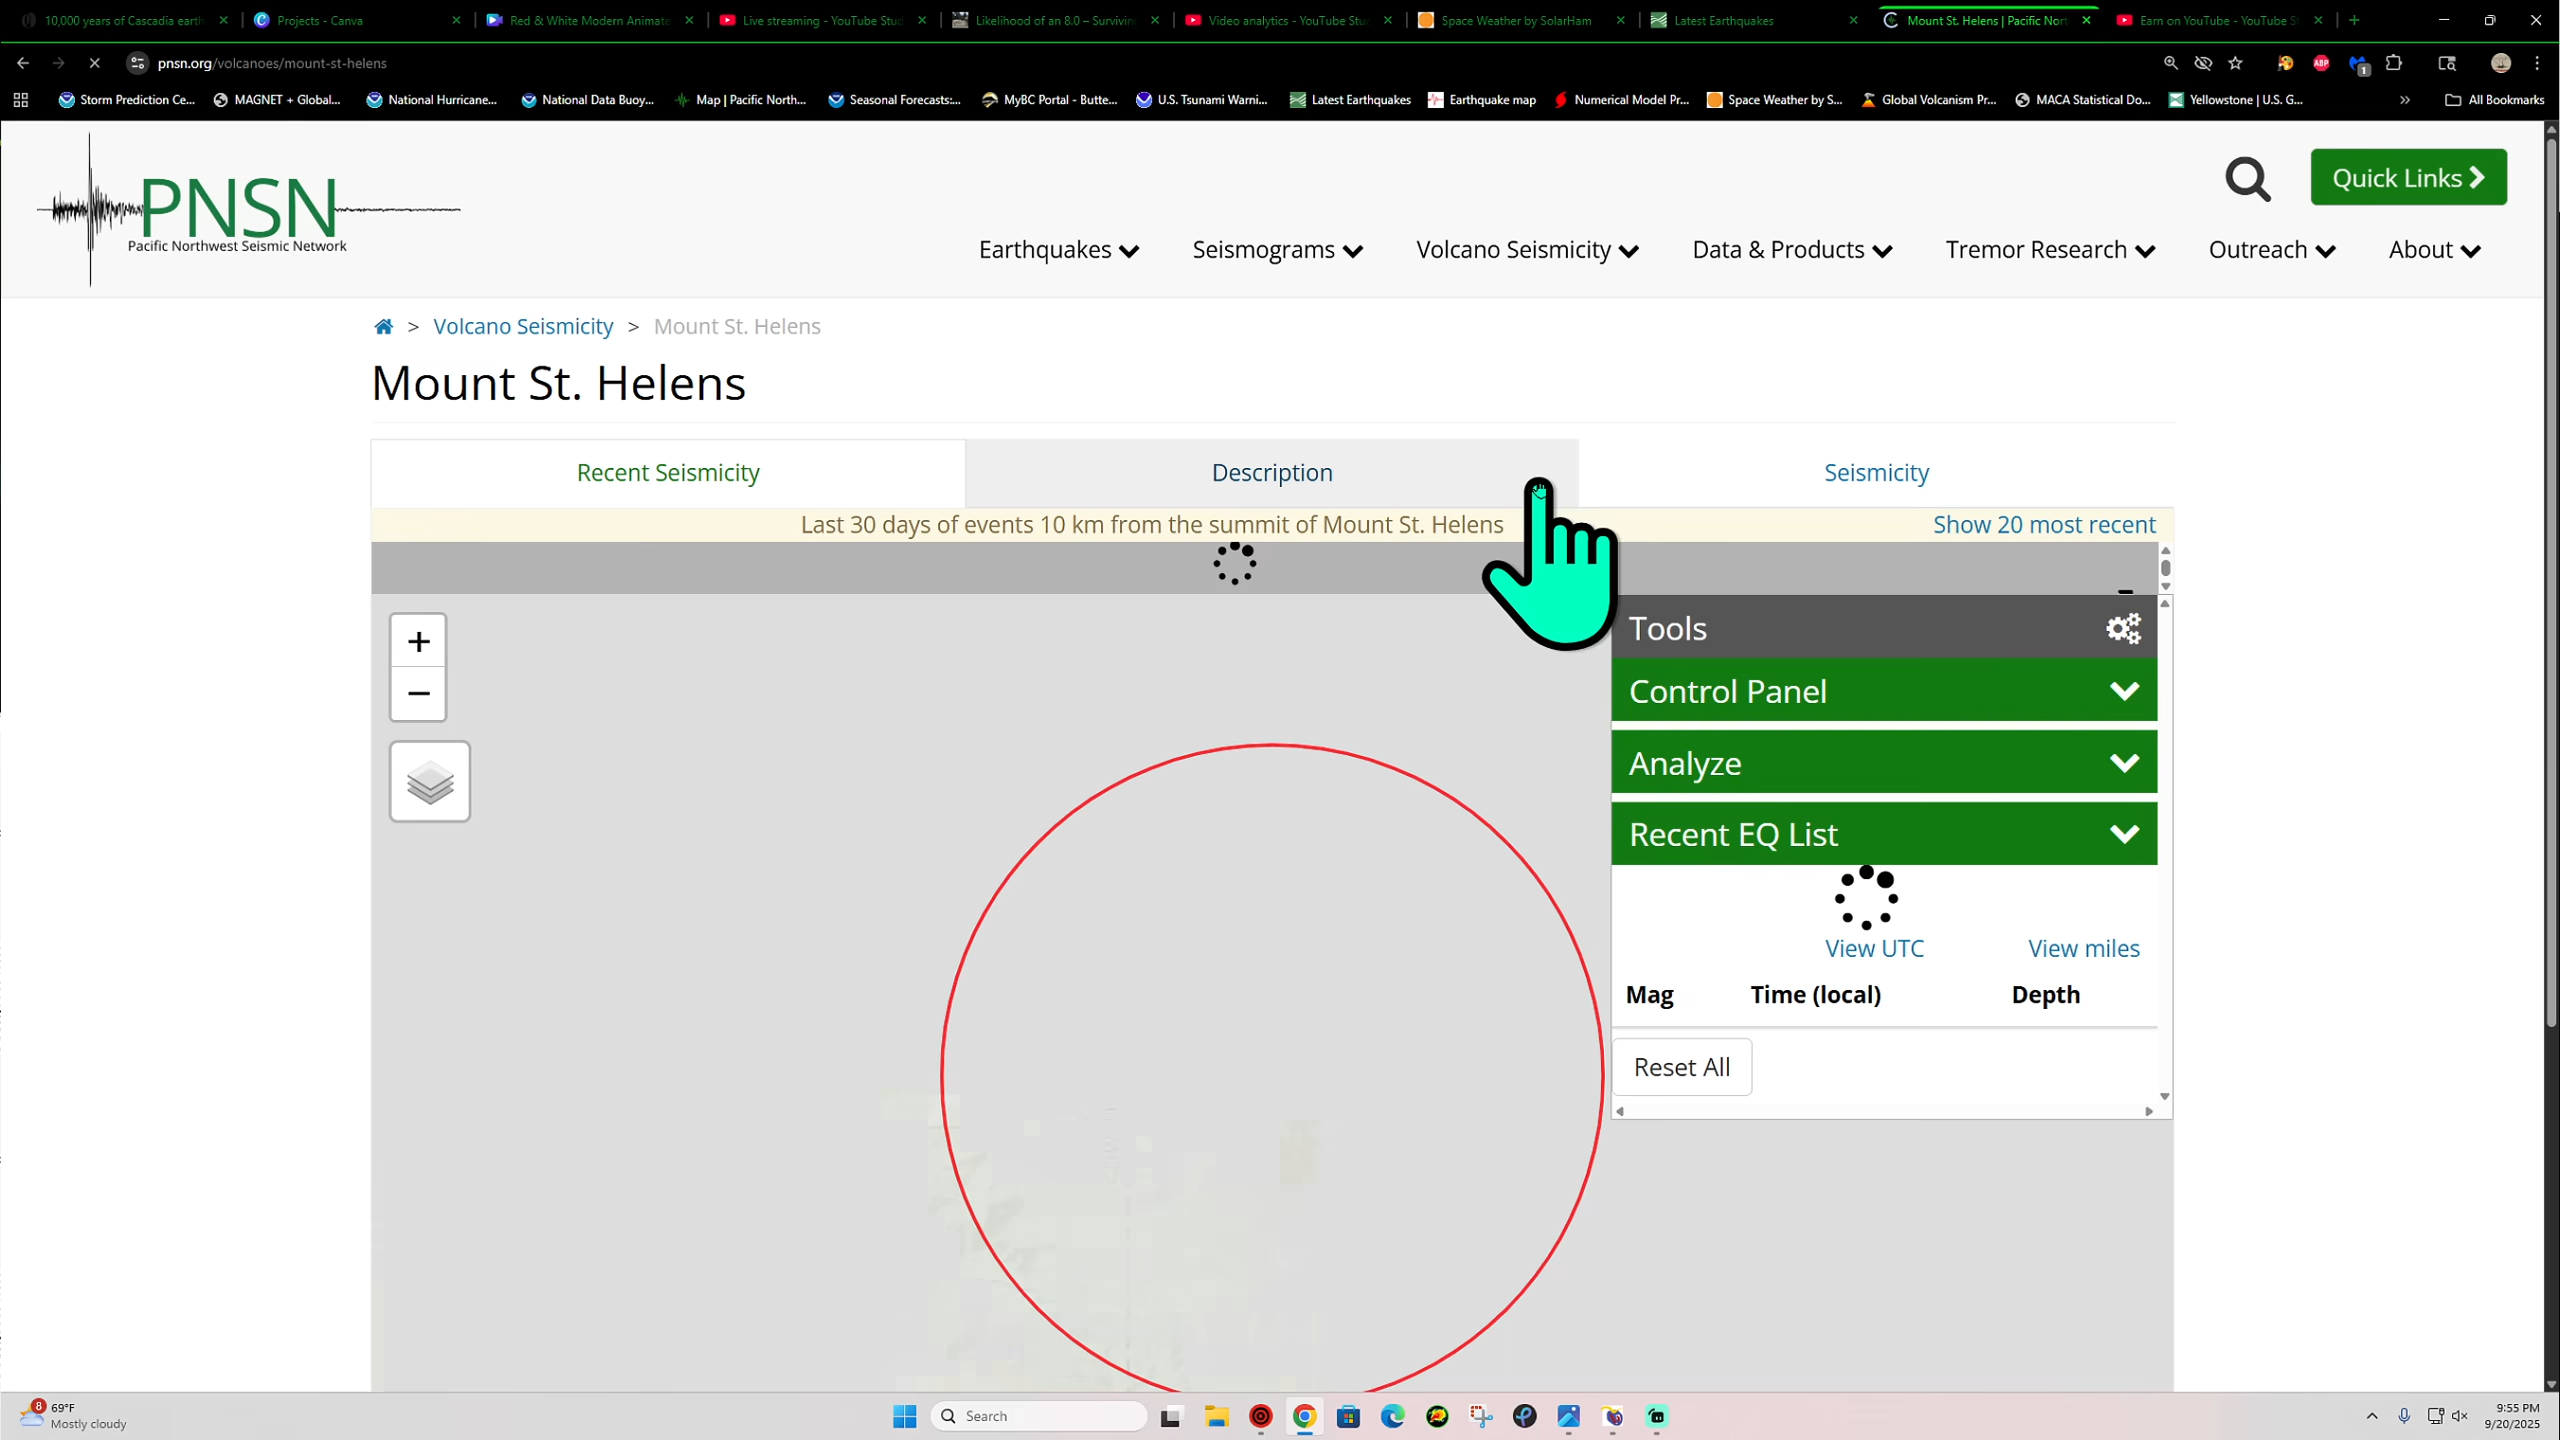 10,000 years of Cascadia earth
Projects - Canva
Red & White Modern Animate
Live streaming - YouTube Stud
Likelihood of an 8.0 – Survivin
Video analytics - YouTube Stu
Space Weather by SolarHam
Latest Earthquakes
Mount St. Helens | Pacific Nor
Earn on YouTube - YouTube S
pnsn.org/volcanoes/mount-st-helens
ABP
1
Storm Prediction Ce...
MAGNET + Global...
National Hurricane...
National Data Buoy...
Map | Pacific North...
Seasonal Forecasts:...
MyBC Portal - Butte...
U.S. Tsunami Warni...
Latest Earthquakes
Earthquake map
Numerical Model Pr...
Space Weather by S...
Global Volcanism Pr...
MACA Statistical Do...
Yellowstone | U.S. G...
All Bookmarks
PNSN
Pacific Northwest Seismic Network
Quick Links
Earthquakes
Seismograms
Volcano Seismicity
Data & Products
Tremor Research
Outreach
About
> Volcano Seismicity > Mount St. Helens
Mount St. Helens
Recent Seismicity
Description
Seismicity
Last 30 days of events 10 km from the summit of Mount St. Helens
Show 20 most recent
+
−
Tools
Control Panel
Analyze
Recent EQ List
View UTC
View miles
Mag
Time (local)
Depth
Reset All
8
69°F
Mostly cloudy
Search
9:55 PM
9/20/2025